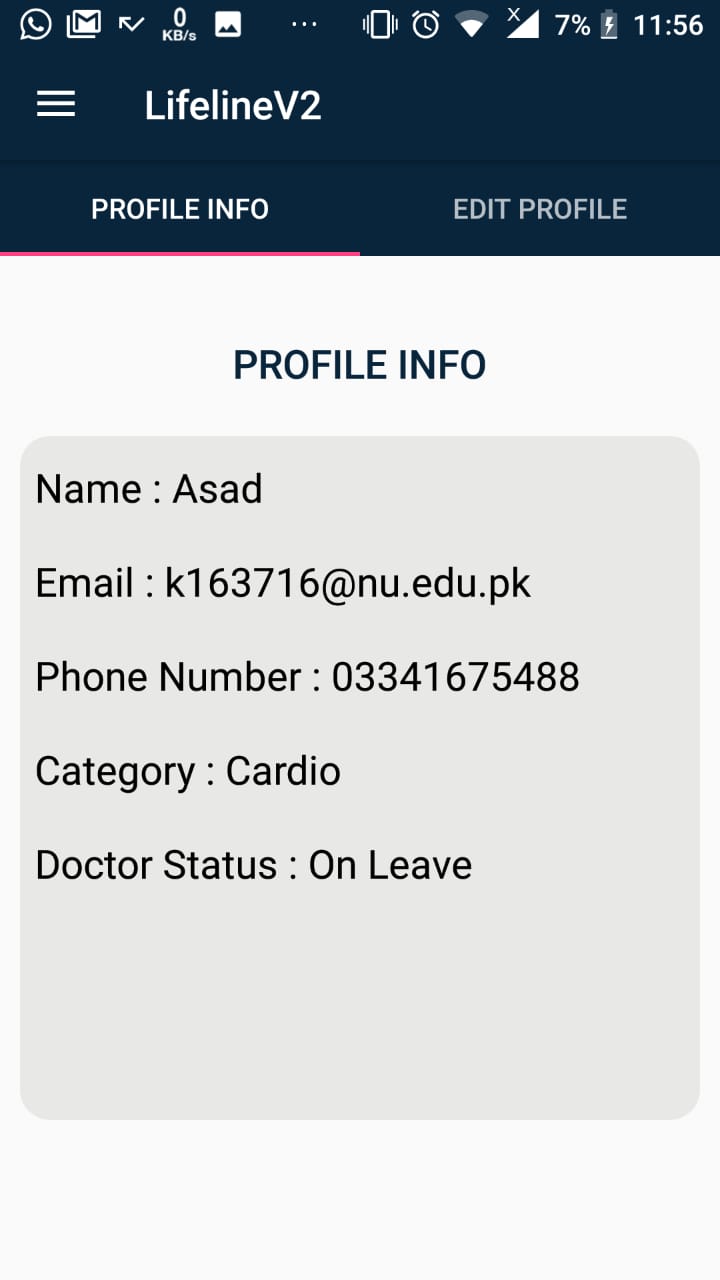 0
KB/s
...
X
7%
11:56
LifelineV2
PROFILE INFO
EDIT PROFILE
PROFILE INFO
Name : Asad
Email : k163716@nu.edu.pk
Phone Number : 03341675488
Category : Cardio
Doctor Status : On Leave